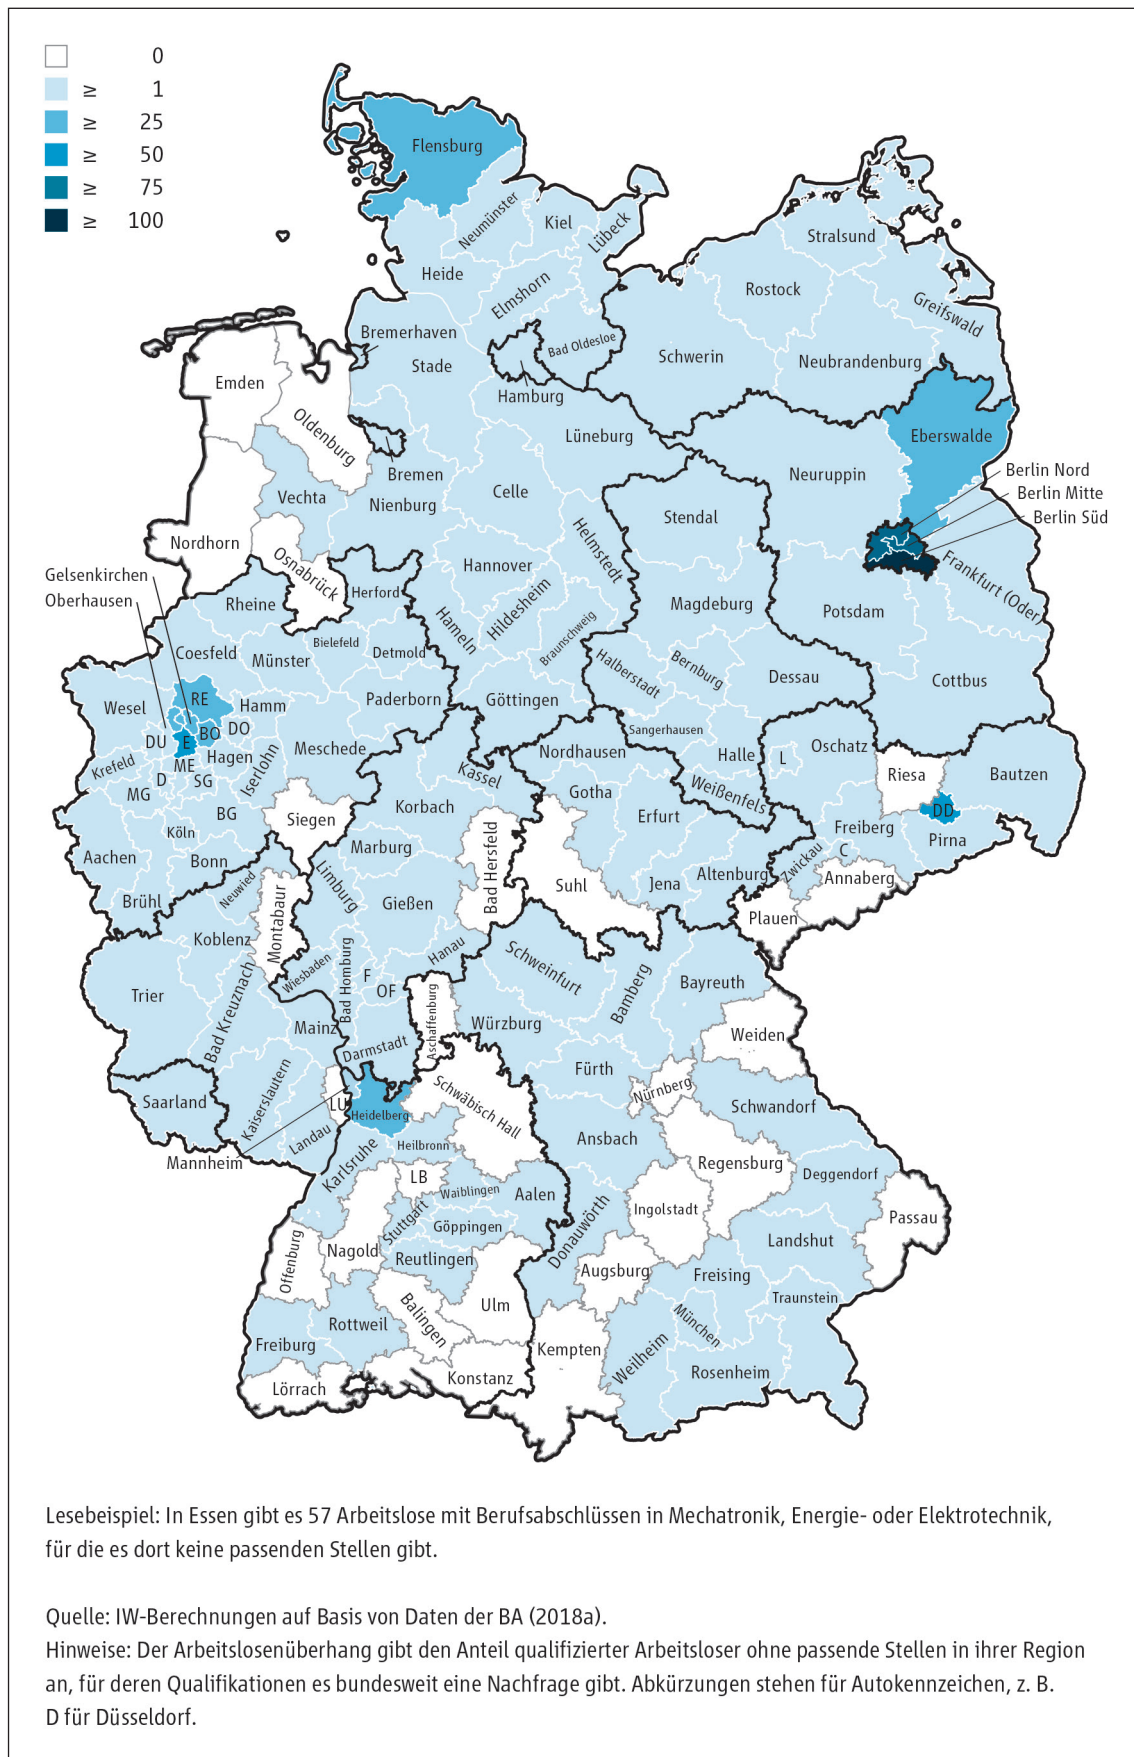 0
≥ 1
≥ 25
≥ 50
≥ 75
≥ 100
Flensburg
Neumünster
Kiel
Lübeck
Stralsund
Heide
Elmshorn
Rostock
Greifswald
Bremerhaven
Bad Oldesloe
Schwerin
Neubrandenburg
Stade
Emden
Hamburg
Oldenburg
Lüneburg
Eberswalde
Bremen
Neuruppin
Berlin Nord
Berlin Mitte
Berlin Süd
Vechta
Nienburg
Celle
Stendal
Nordhorn
Osnabrück
Helmstedt
Hannover
Frankfurt (Oder)
Gelsenkirchen
Oberhausen
Rheine
Herford
Hameln
Hildesheim
Magdeburg
Potsdam
Braunschweig
Bielefeld
Coesfeld
Münster
Detmold
Halberstadt
Bernburg
Dessau
Cottbus
Wesel
RE
Hamm
Paderborn
Göttingen
DU
E
BO
DO
Sangerhausen
Meschede
Nordhausen
Halle
L
Oschatz
Krefeld
ME
Hagen
Iserlohn
Kassel
Riesa
Bautzen
D
SG
MG
Gotha
Weißenfels
BG
Siegen
Korbach
Erfurt
DD
Köln
Freiberg
Pirna
Aachen
Bonn
Marburg
Bad Hersfeld
Zwickau
C
Limburg
Neuwied
Suhl
Jena
Altenburg
Annaberg
Brühl
Gießen
Plauen
Montabaur
Koblenz
Hanau
Schweinfurt
Wiesbaden
Bad Homburg
F
OF
Bamberg
Bayreuth
Trier
Bad Kreuznach
Aschaffenburg
Würzburg
Mainz
Weiden
Darmstadt
Fürth
Nürnberg
Saarland
Kaiserslautern
LU
Heidelberg
Schwäbisch Hall
Schwandorf
Landau
Ansbach
Mannheim
Karlsruhe
Heilbronn
Regensburg
Deggendorf
LB
Waiblingen
Aalen
Ingolstadt
Passau
Stuttgart
Göppingen
Donauwörth
Landshut
Offenburg
Nagold
Reutlingen
Augsburg
Freising
Ulm
Traunstein
Balingen
Rottweil
München
Freiburg
Kempten
Weilheim
Rosenheim
Lörrach
Konstanz
Lesebeispiel: In Essen gibt es 57 Arbeitslose mit Berufsabschlüssen in Mechatronik, Energie- oder Elektrotechnik,
für die es dort keine passenden Stellen gibt.
Quelle: IW-Berechnungen auf Basis von Daten der BA (2018a).
Hinweise: Der Arbeitslosenüberhang gibt den Anteil qualifizierter Arbeitsloser ohne passende Stellen in ihrer Region
an, für deren Qualifikationen es bundesweit eine Nachfrage gibt. Abkürzungen stehen für Autokennzeichen, z. B.
D für Düsseldorf.